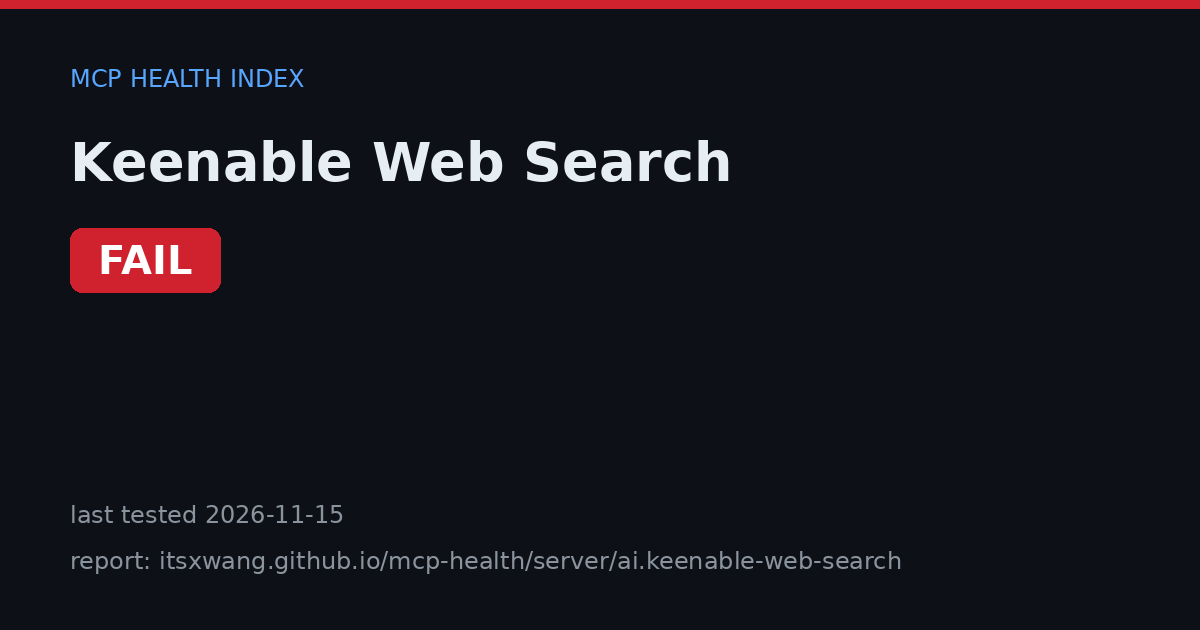 MCP HEALTH INDEX
Keenable Web Search
FAIL
last tested 2026-11-15
report: itsxwang.github.io/mcp-health/server/ai.keenable-web-search